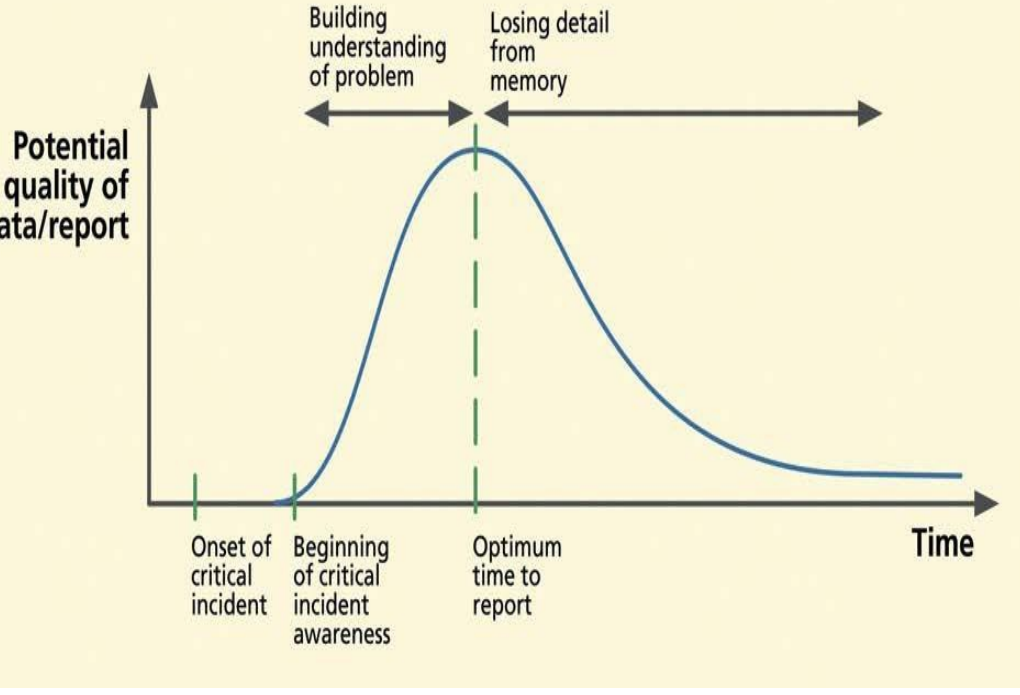 Building
understanding
of problem
Losing detail
from
memory
Potential
quality of
ata/report
Onset of
critical
incident
Beginning
of critical
incident
awareness
Optimum
time to
report
Time